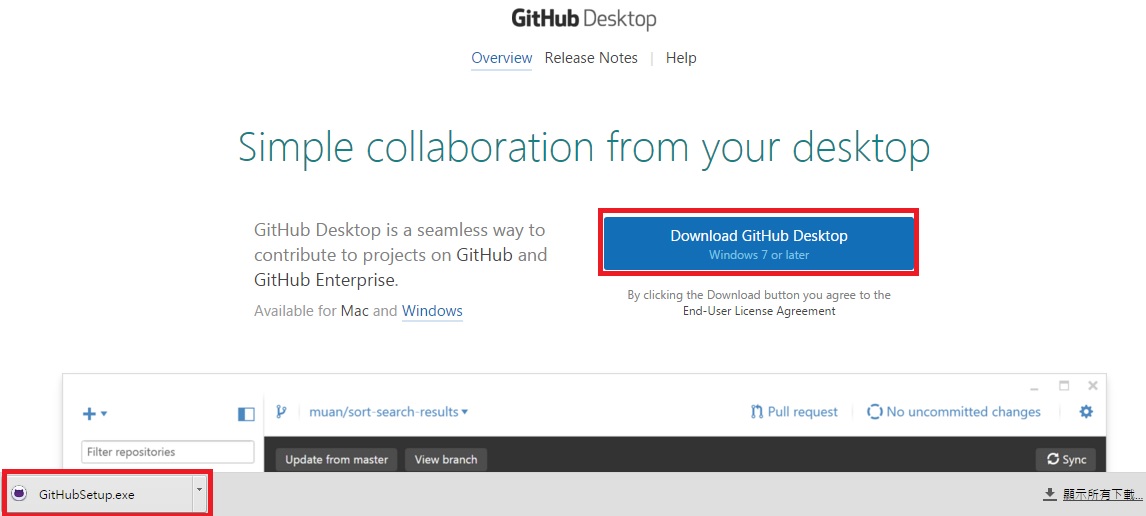 GitHub Desktop
Overview Release Notes | Help
Simple collaboration from your desktop
GitHub Desktop is a seamless way to
contribute to projects on GitHub and
GitHub Enterprise.
Available for Mac and Windows
Download GitHub Desktop
Windows 7 or later
By clicking the Download button you agree to the
End-User License Agreement
muan/sort-search-results
Pull request
No uncommitted changes
Filter repositories
Update from master
View branch
Sync
GitHubSetup.exe
顯示所有下載...